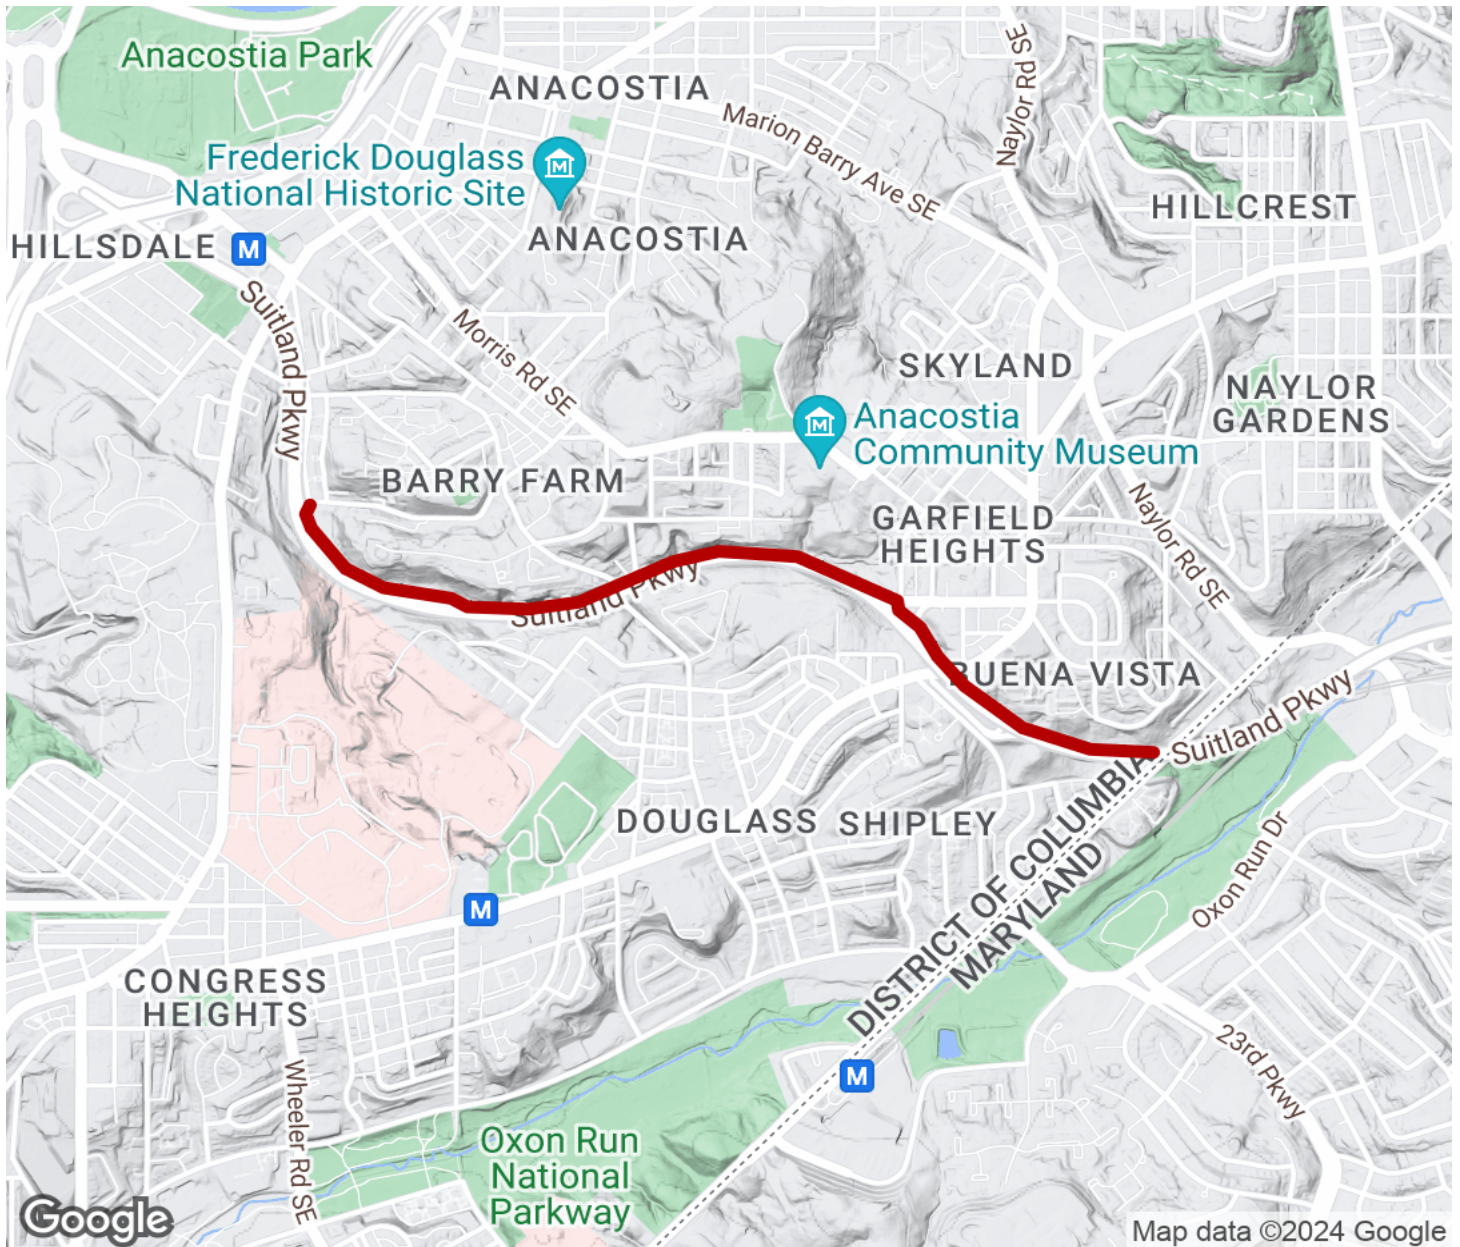 Anacostia Park
ANACOSTIA
Naylor Rd SE
Marion Barry Ave SE
Frederick Douglass
National Historic Site
M
HILLCREST
ANACOSTIA
HILLSDALE
M
Suitland Pkwy
Morris Rd SE
SKYLAND
NAYLOR
GARDENS
M
Anacostia
Community Museum
BARRY FARM
GARFIELD
HEIGHTS
Naylor Rd SE
Suitland Pkwy
BUENA VISTA
Suitland Pkwy
DOUGLASS
SHIPLEY
DISTRICT OF COLUMBIA
MARYLAND
Oxon Run Dr
M
CONGRESS
HEIGHTS
Wheeler Rd SE
M
23rd Pkwy
Oxon Run
National
Parkway
Google
Map data ©2024 Google